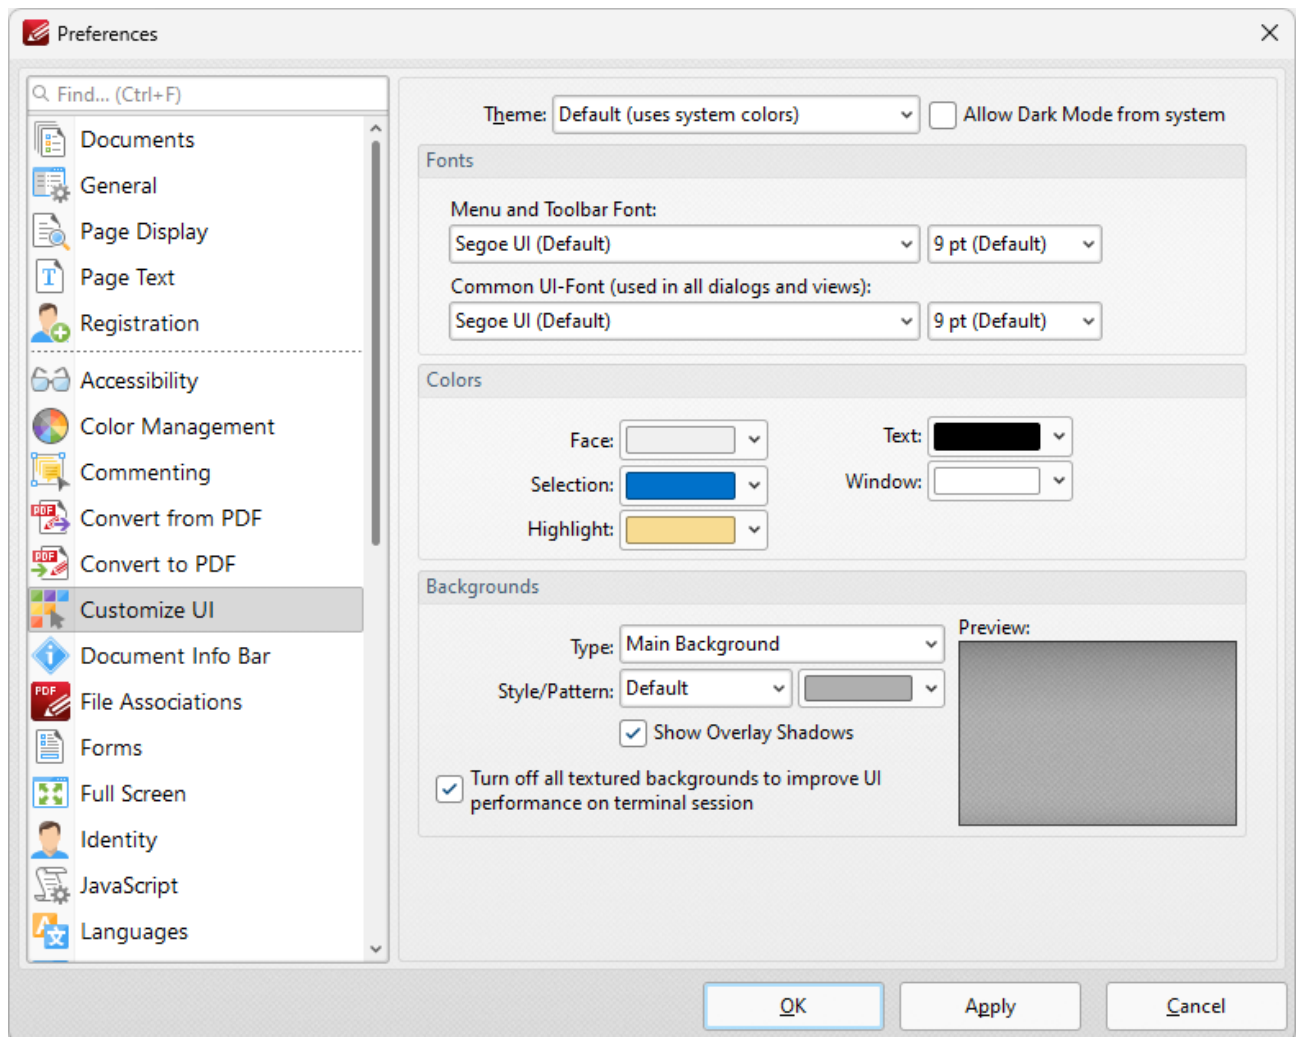 Preferences
Find... (Ctrl+F)
Documents
General
Page Display
Page Text
Registration
Accessibility
Color Management
Commenting
Convert from PDF
Convert to PDF
Customize UI
Document Info Bar
File Associations
Forms
Full Screen
Identity
JavaScript
Languages
Theme: Default (uses system colors) Allow Dark Mode from system
Fonts
Menu and Toolbar Font:
Segoe UI (Default) 9 pt (Default)
Common UI-Font (used in all dialogs and views):
Segoe UI (Default) 9 pt (Default)
Colors
Face: Text:
Selection: Window:
Highlight:
Backgrounds
Type: Main Background Preview:
Style/Pattern: Default
Show Overlay Shadows
Turn off all textured backgrounds to improve UI
performance on terminal session
OK Apply Cancel